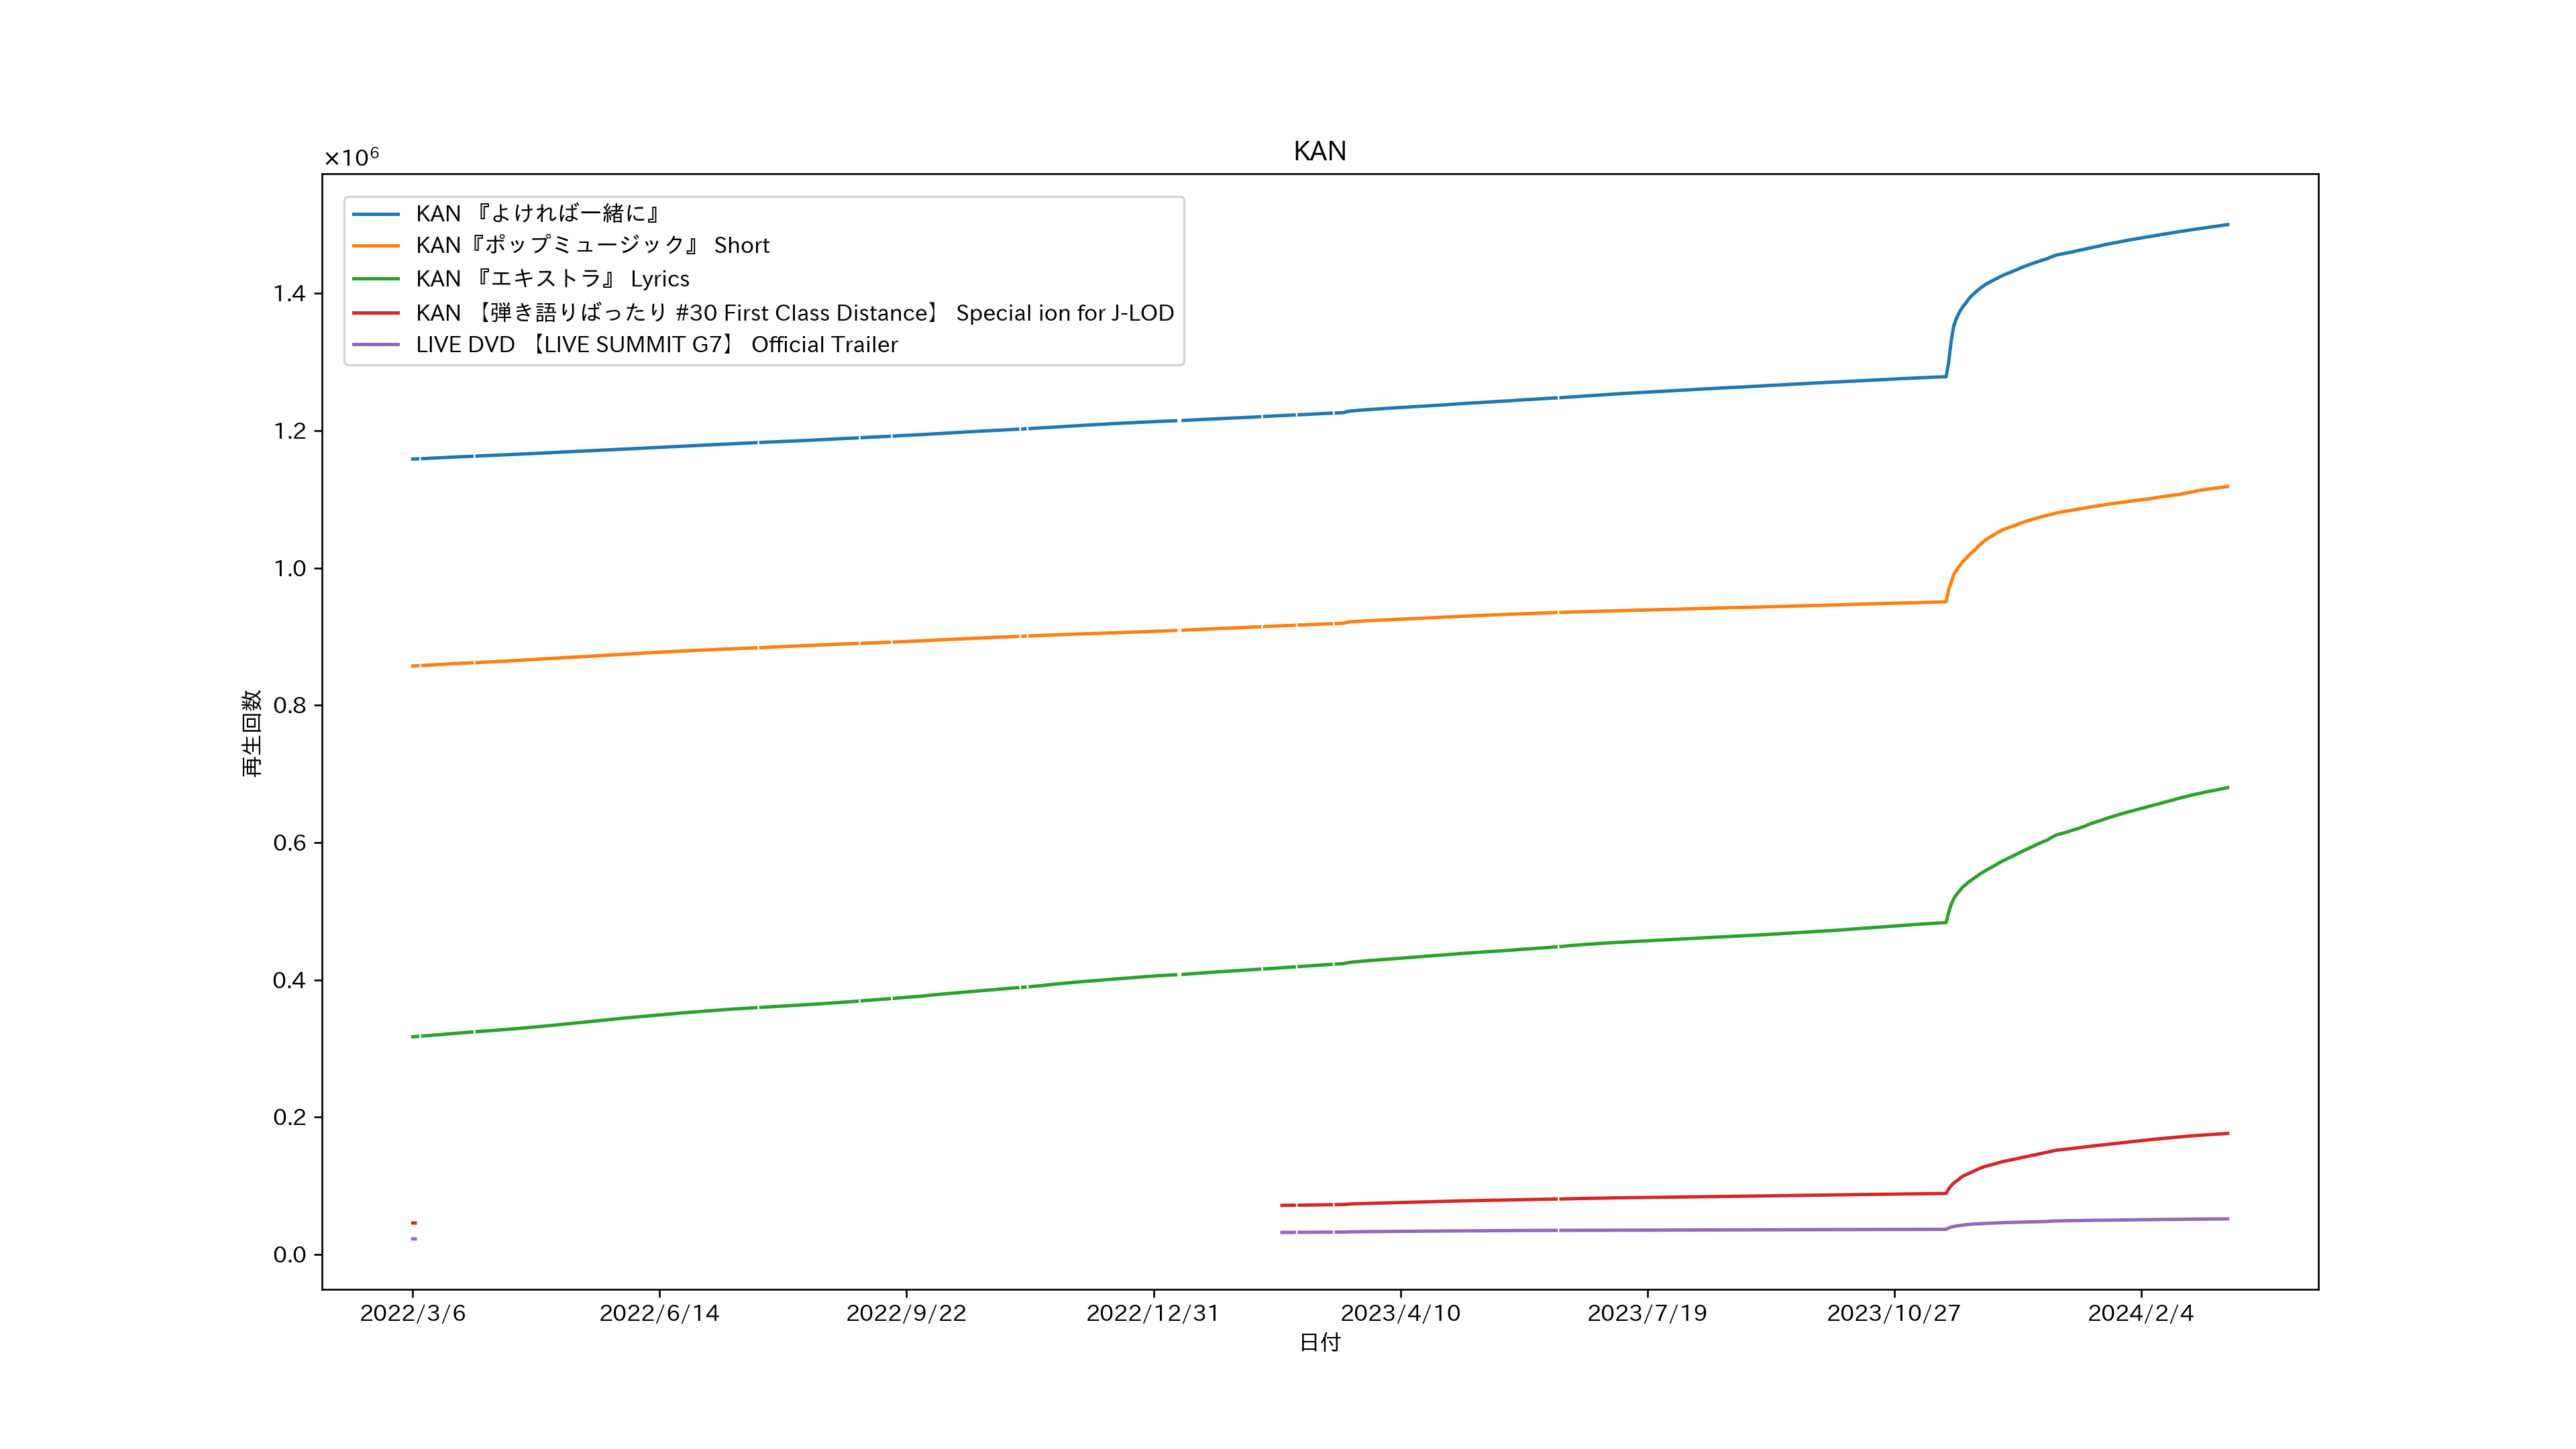 KAN
×10⁶
KAN 『よければ一緒に』
KAN『ポップミュージック』 Short
KAN 『エキストラ』 Lyrics
KAN 【弾き語りばったり #30 First Class Distance】 Special ion for J-LOD
LIVE DVD 【LIVE SUMMIT G7】 Official Trailer
1.4
1.2
1.0
0.8
0.6
0.4
0.2
0.0
再生回数
2022/3/6
2022/6/14
2022/9/22
2022/12/31
2023/4/10
2023/7/19
2023/10/27
2024/2/4
日付